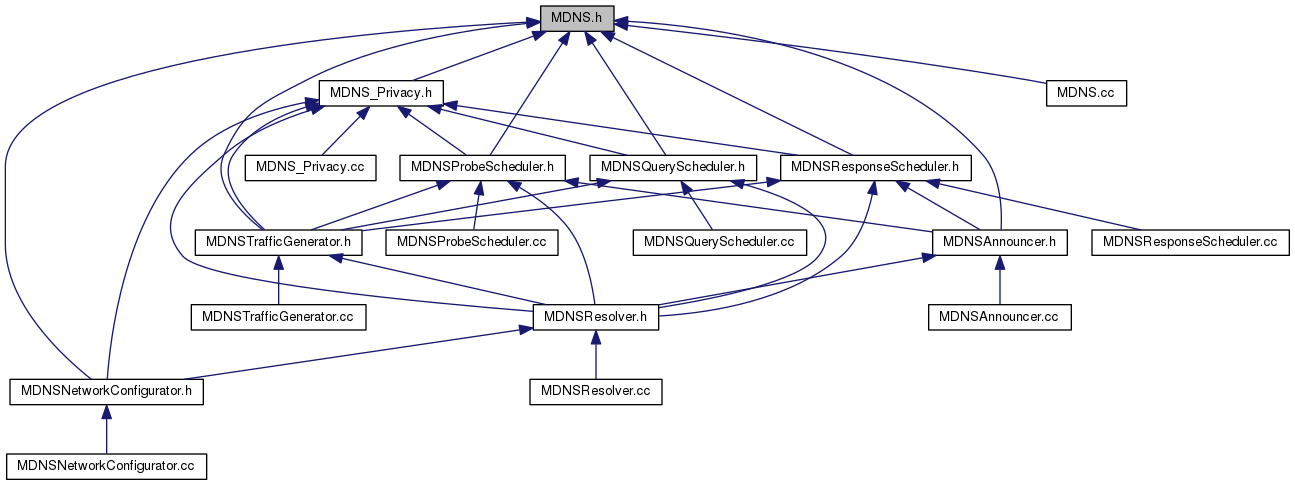 MDNS.h
MDNS_Privacy.h
MDNS.cc
MDNS_Privacy.cc
MDNSProbeScheduler.h
MDNSQueryScheduler.h
MDNSResponseScheduler.h
MDNSTrafficGenerator.h
MDNSProbeScheduler.cc
MDNSQueryScheduler.cc
MDNSAnnouncer.h
MDNSResponseScheduler.cc
MDNSTrafficGenerator.cc
MDNSResolver.h
MDNSAnnouncer.cc
MDNSNetworkConfigurator.h
MDNSResolver.cc
MDNSNetworkConfigurator.cc